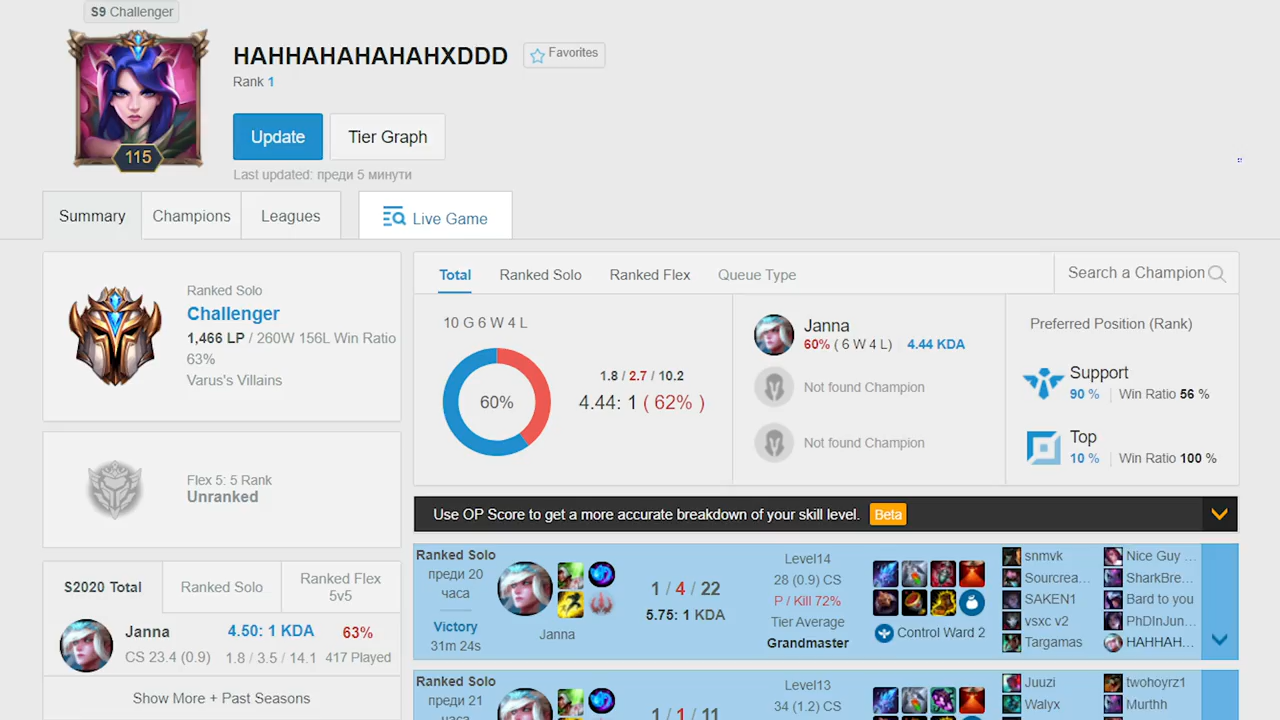 S9 Challenger
HAHHAHAHAHAHXDDD
Favorites
Rank 1
115
Update
Tier Graph
Last updated: преди 5 минути
Summary
Champions
Leagues
Live Game
Ranked Solo
Challenger
1,466 LP / 260W 156L Win Ratio
63%
Varus's Villains
Flex 5: 5 Rank
Unranked
S2020 Total
Ranked Solo
Ranked Flex
5v5
Janna
CS 23.4 (0.9)
4.50: 1 KDA
1.8 / 3.5 / 14.1
63%
417 Played
Show More + Past Seasons
Total
Ranked Solo
Ranked Flex
Queue Type
Search a Champion
10 G 6 W 4 L
60%
1.8 / 2.7 / 10.2
4.44: 1 ( 62% )
Janna
60% ( 6 W 4 L) 4.44 KDA
Not found Champion
Not found Champion
Preferred Position (Rank)
Support
90 % Win Ratio 56 %
Top
10 % Win Ratio 100 %
Use OP Score to get a more accurate breakdown of your skill level. Beta
Ranked Solo
преди 20
часа
Victory
31m 24s
Janna
1 / 4 / 22
5.75: 1 KDA
Level14
28 (0.9) CS
P / Kill 72%
Tier Average
Grandmaster
Control Ward 2
snmvk
Sourcrea...
SAKEN1
vsxc v2
Targamas
Nice Guy ...
SharkBre...
Bard to you
PhDInJun...
HAHHAH...
Ranked Solo
преди 21
часа
1 / 1 / 11
Level13
34 (1.2) CS
Juuzi
Walyx
twohoyrz1
Murthh